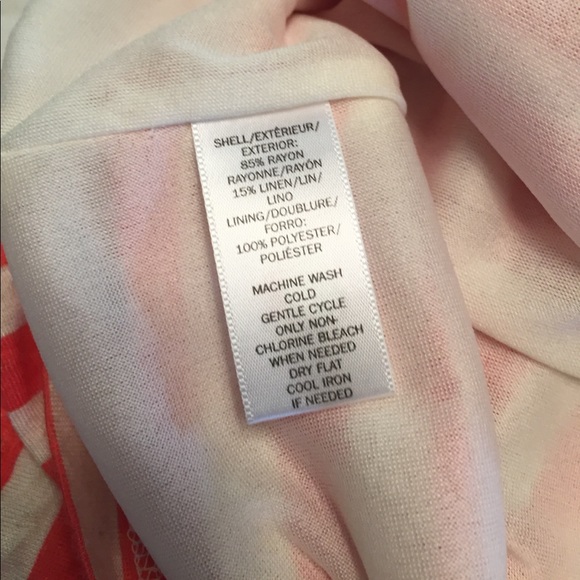 SHELL/EXTÉRIEUR/
EXTERIOR:
85% RAYON
RAYONNE/RAYÓN
15% LINEN/LIN/
LINO
LINING/DOUBLURE/
FORRO:
100% POLYESTER/
POLIÉSTER
MACHINE WASH
COLD
GENTLE CYCLE
ONLY NON-
CHLORINE BLEACH
WHEN NEEDED
DRY FLAT
COOL IRON
IF NEEDED